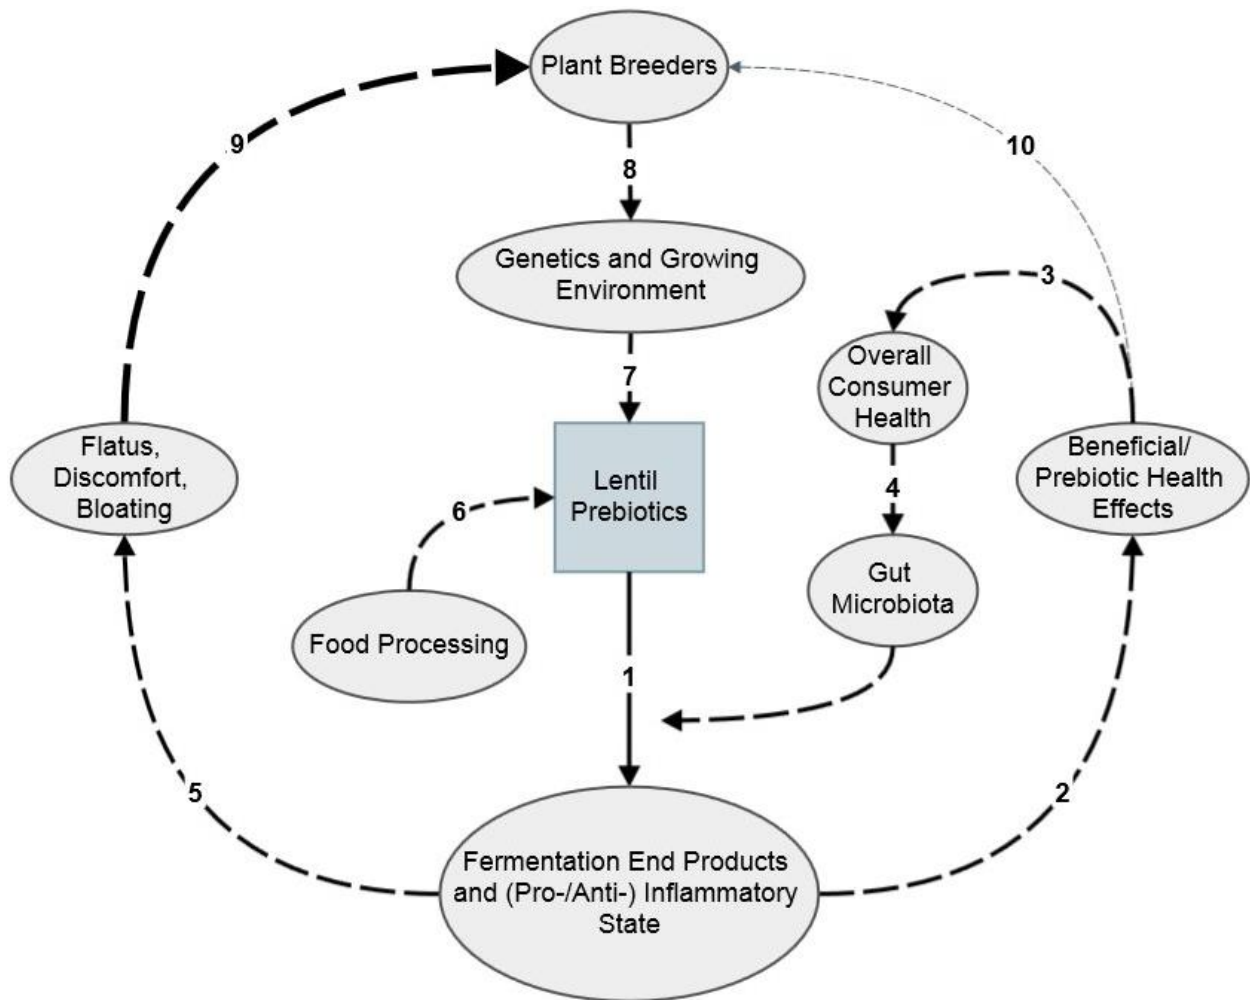 Plant Breeders
9
10
8
Genetics and Growing
Environment
3
7
Overall
Consumer
Health
Flatus,
Discomfort,
Bloating
Lentil
Prebiotics
Beneficial/
Prebiotic Health
Effects
6
4
Gut
Microbiota
Food Processing
1
5
2
Fermentation End Products
and (Pro-/Anti-) Inflammatory
State